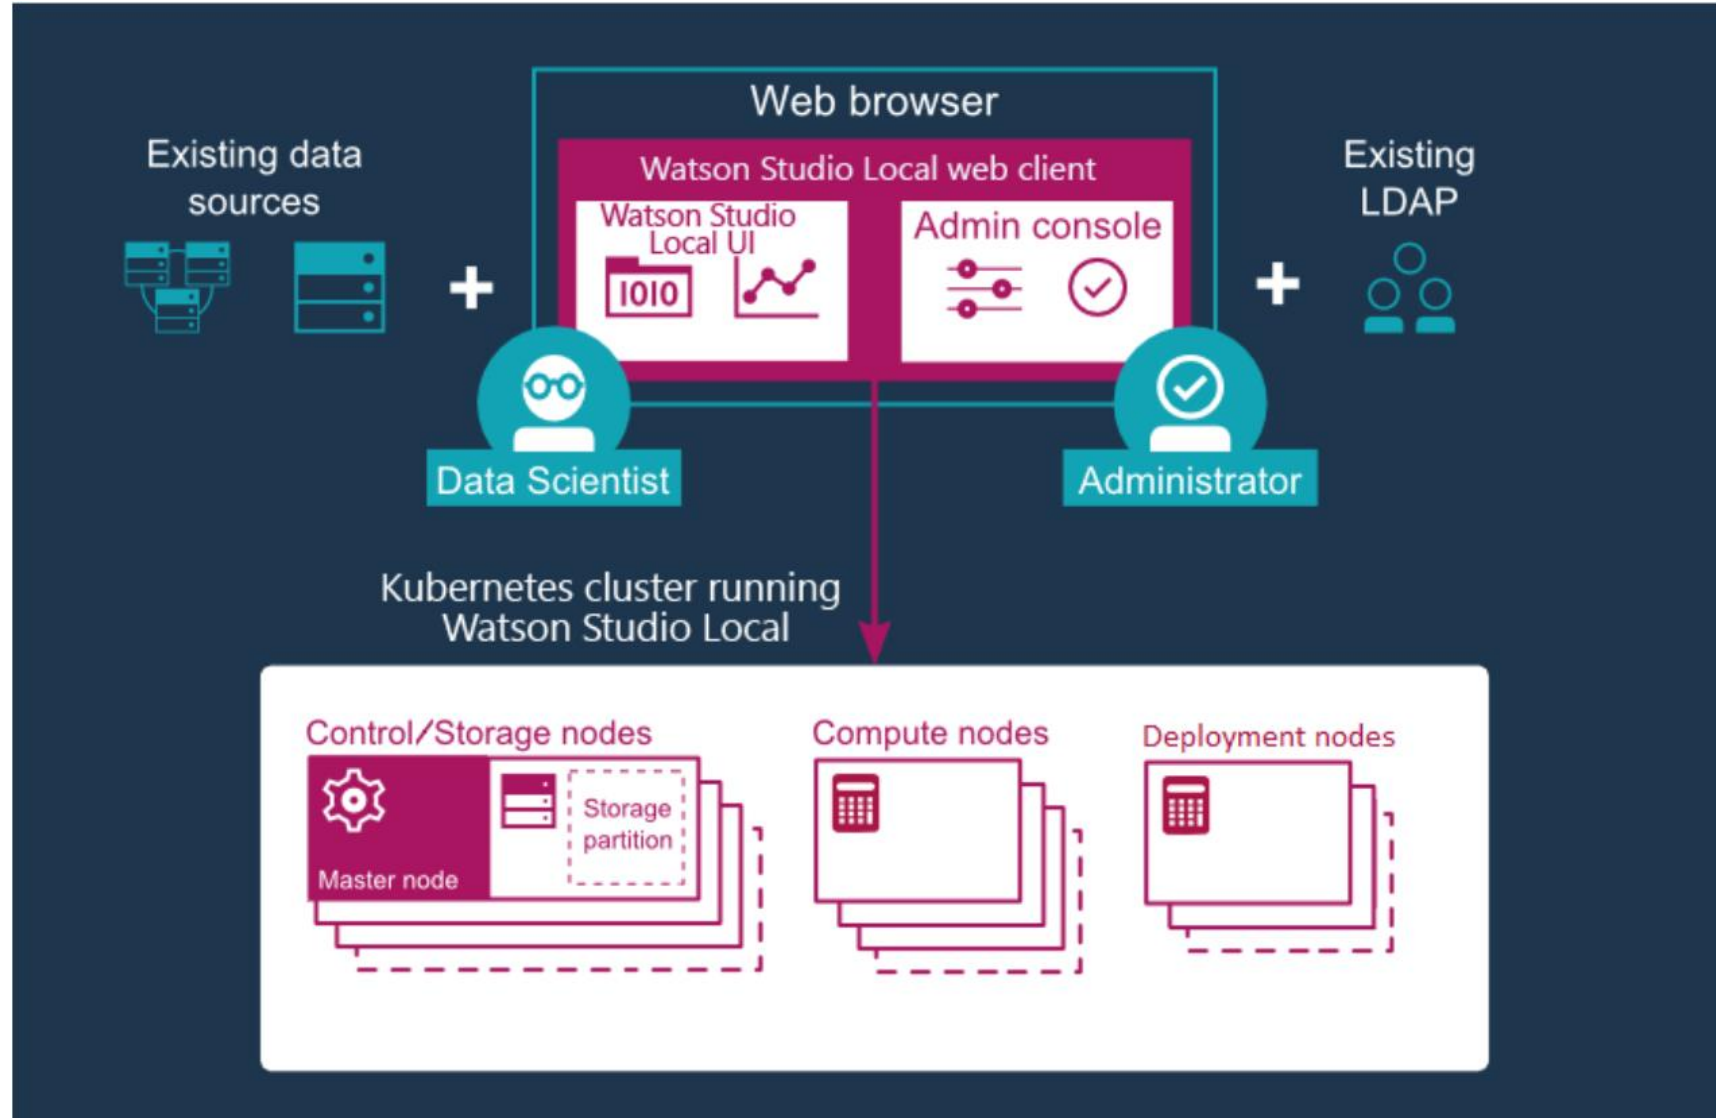 Web browser
Existing data
sources
Watson Studio Local web client
Watson Studio
Local UI
1010
Admin console
Existing
LDAP
Data Scientist
Administrator
Kubernetes cluster running
Watson Studio Local
Control/Storage nodes
Master node
Storage
partition
Compute nodes
Deployment nodes